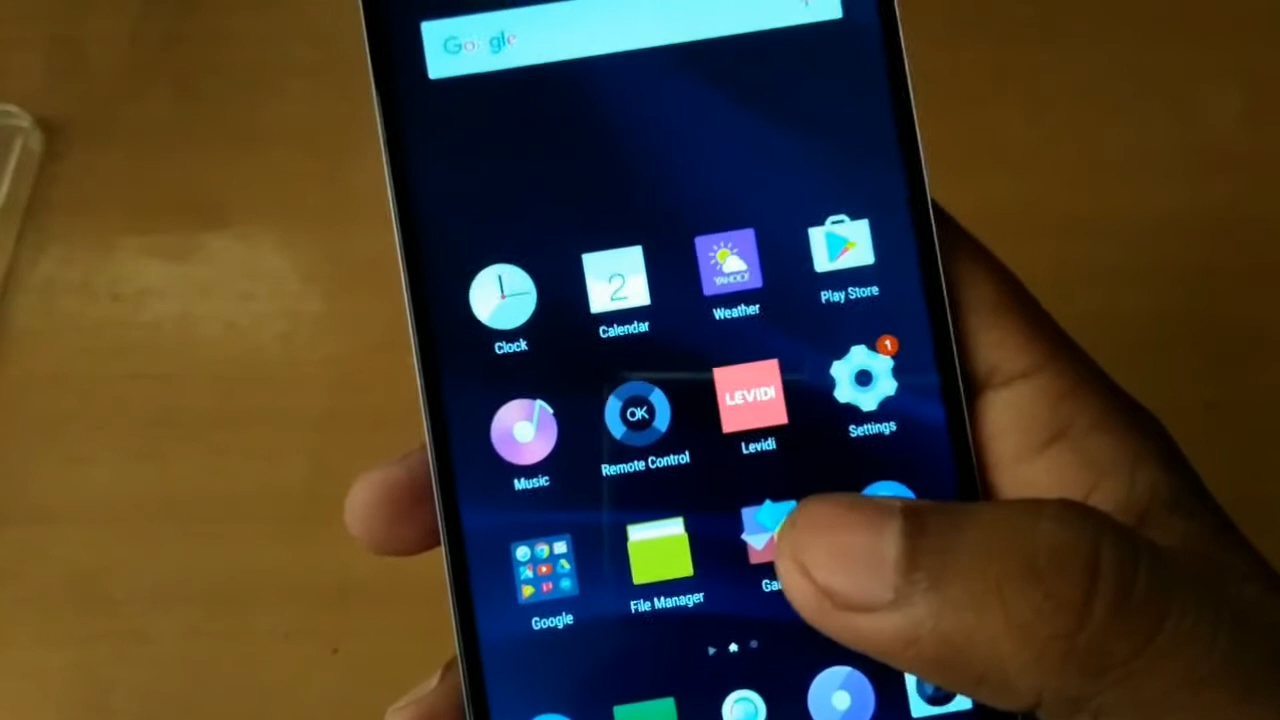 Google
2
YAHOO!
Clock
Calendar
Weather
Play Store
OK
LEVIDI
1
Music
Remote Control
Levidi
Settings
Google
File Manager